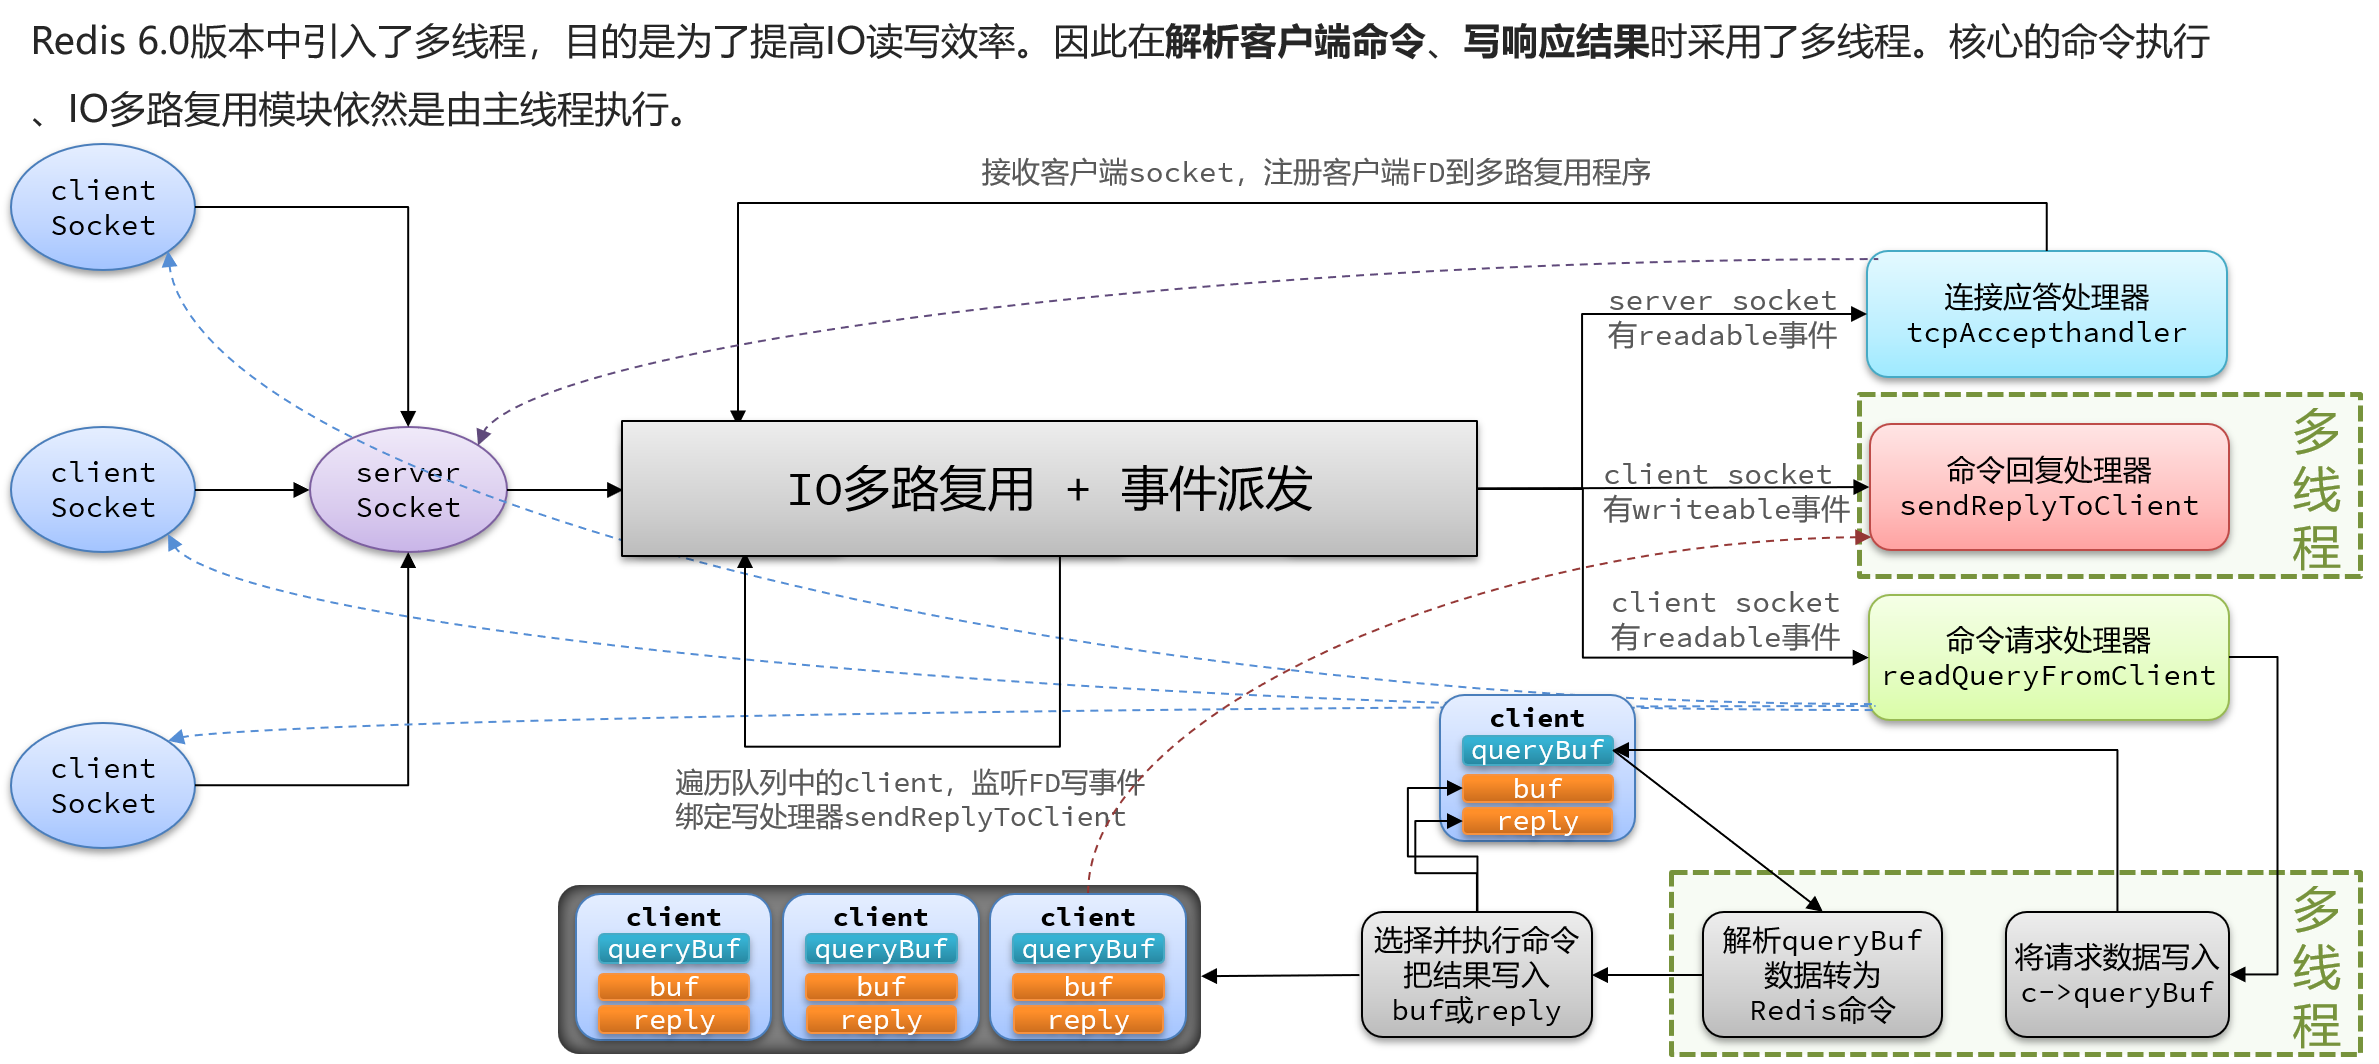 Redis 6.0版本中引入了多线程，目的是为了提高IO读写效率。因此在解析客户端命令、写响应结果时采用了多线程。核心的命令执行
、IO多路复用模块依然是由主线程执行。
接收客户端socket，注册客户端FD到多路复用程序
client
Socket
server socket
有readable事件
连接应答处理器
tcpAccepthandler
client
Socket
server
Socket
IO多路复用 + 事件派发
client socket
有writeable事件
命令回复处理器
sendReplyToClient
多
线
程
client socket
有readable事件
命令请求处理器
readQueryFromClient
client
Socket
遍历队列中的client，监听FD写事件
绑定写处理器sendReplyToClient
client
queryBuf
buf
reply
client
queryBuf
buf
reply
client
queryBuf
buf
reply
client
queryBuf
buf
reply
选择并执行命令
把结果写入
buf或reply
解析queryBuf
数据转为
Redis命令
将请求数据写入
c->queryBuf
多
线
程